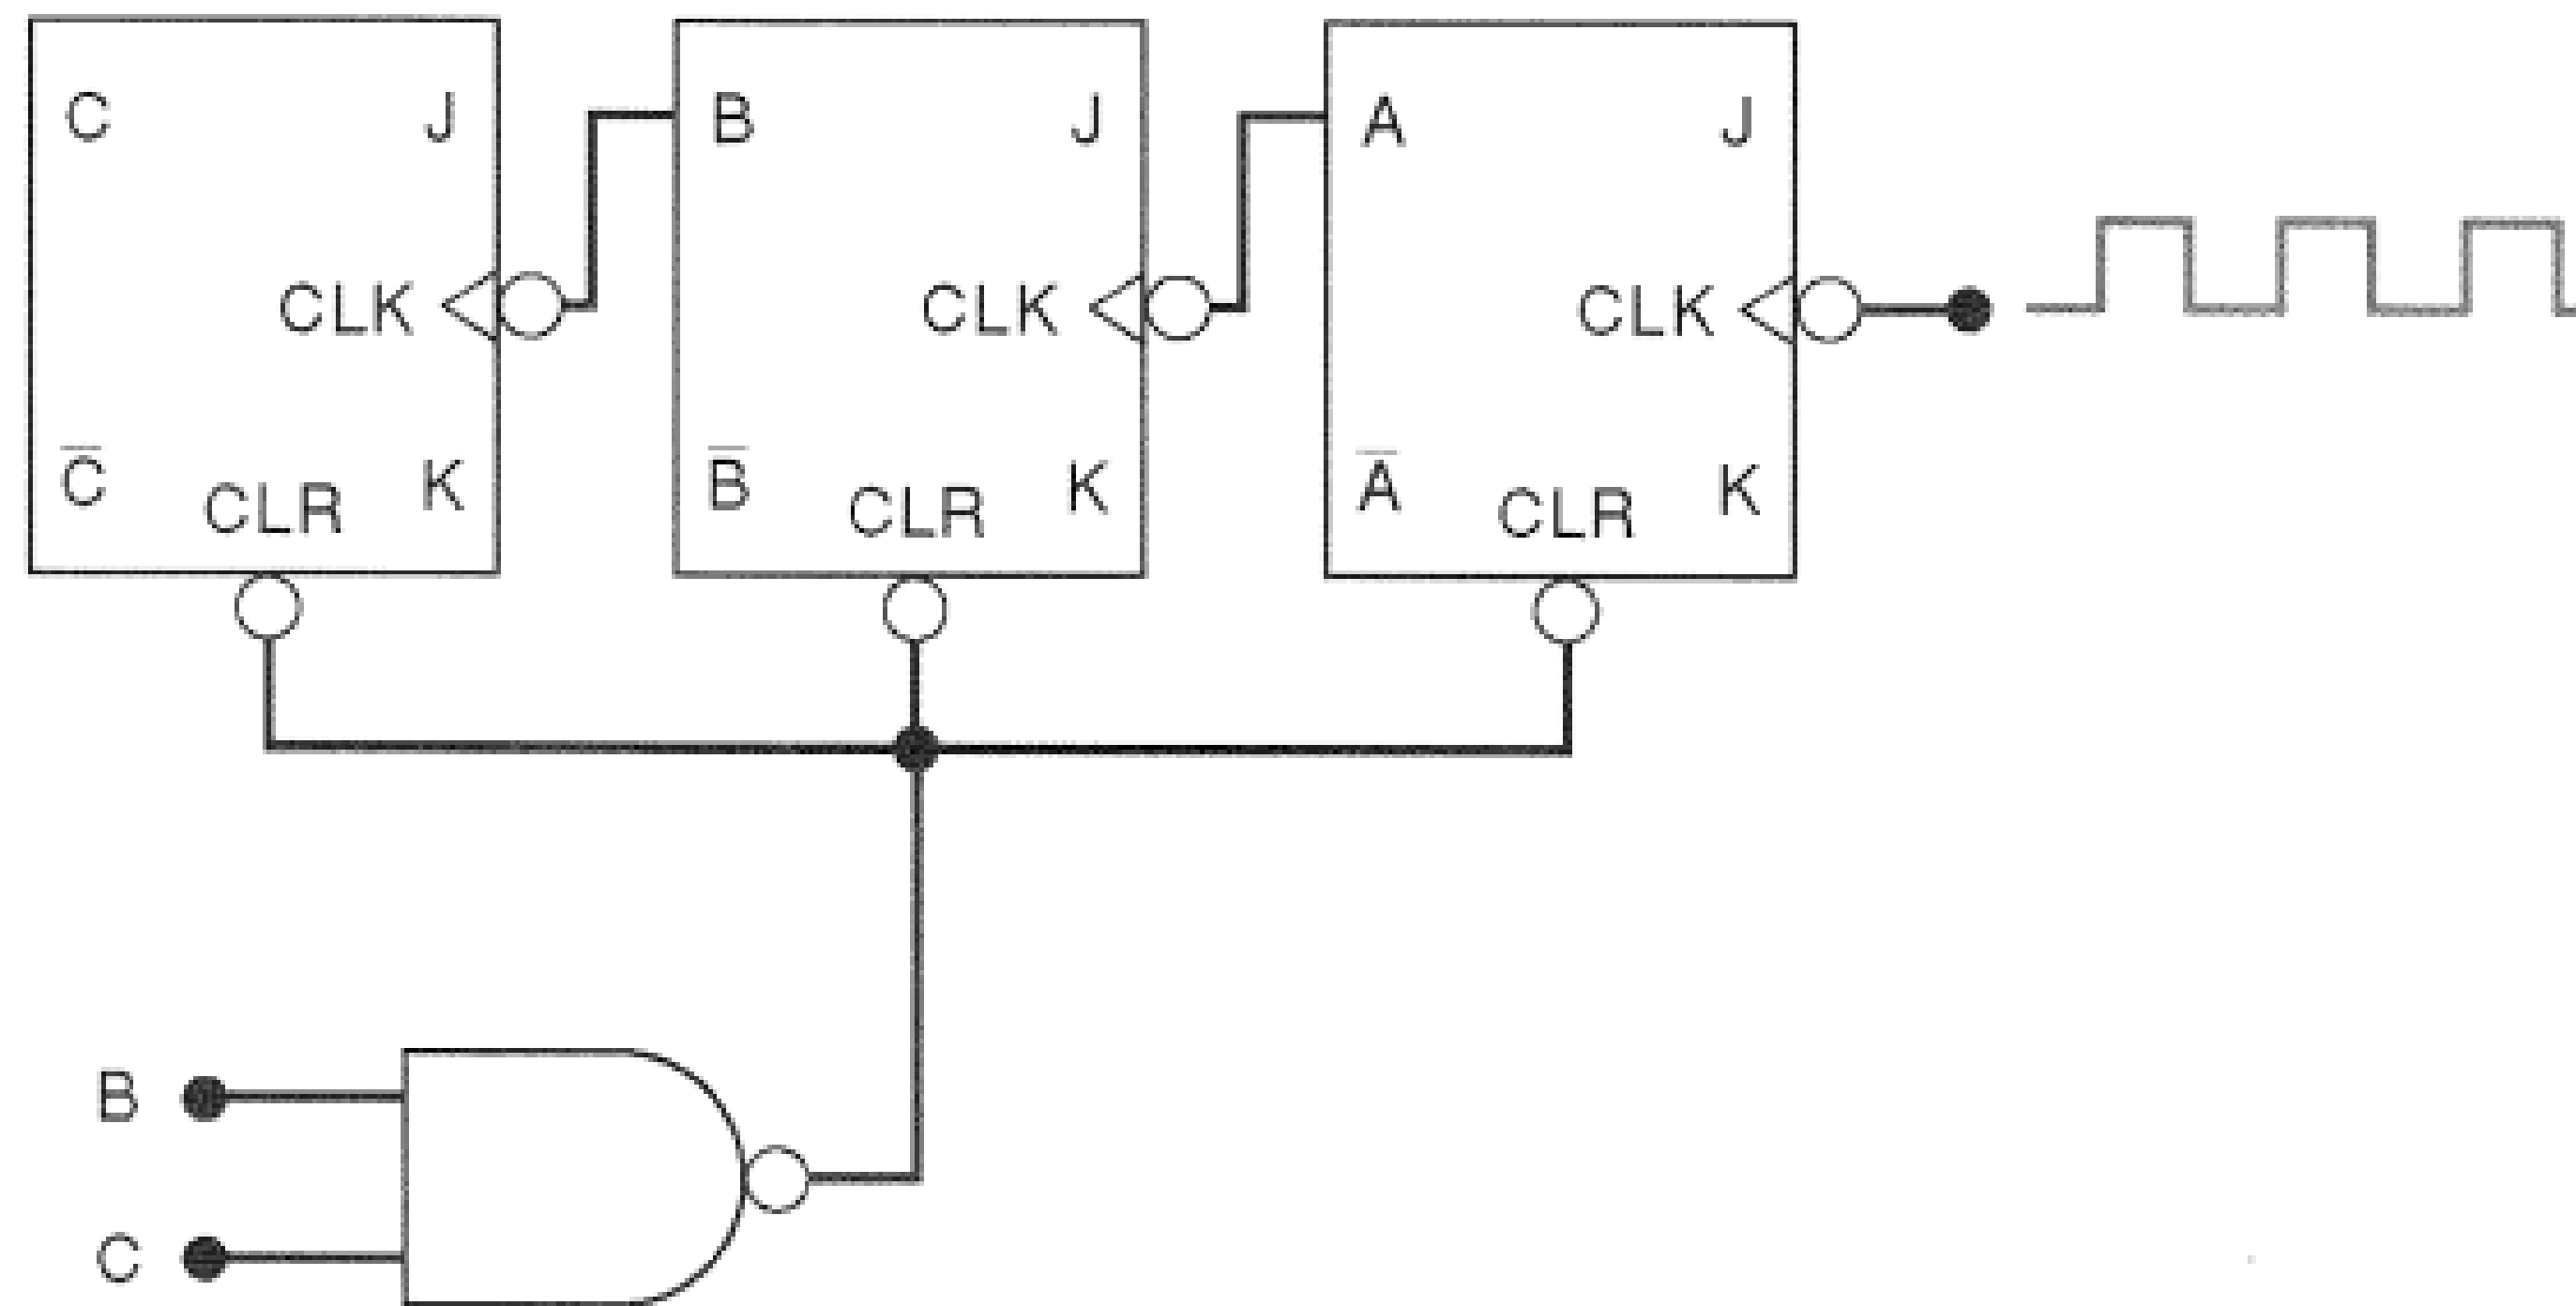 C J B J A J
CLK CLK CLK
C̅ CLR K B̅ CLR K A̅ CLR K
B
C